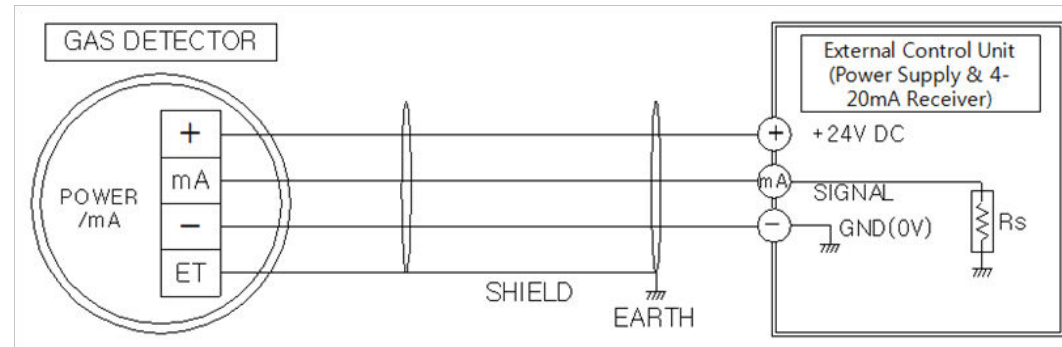 GAS DETECTOR
POWER
/mA
+
mA
−
ET
SHIELD
EARTH
External Control Unit
(Power Supply & 4-
20mA Receiver)
+
+24V DC
mA
SIGNAL
−
GND(0V)
Rs